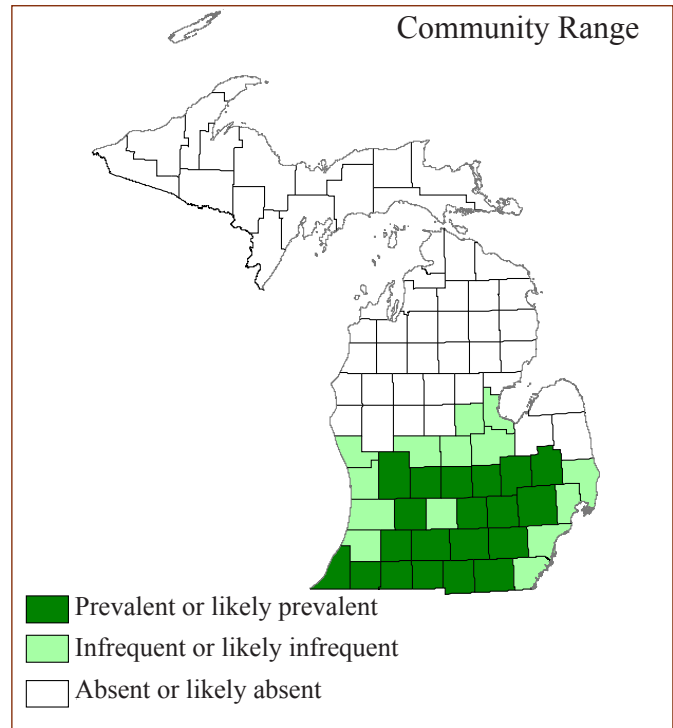 Community Range
Prevalent or likely prevalent
Infrequent or likely infrequent
Absent or likely absent